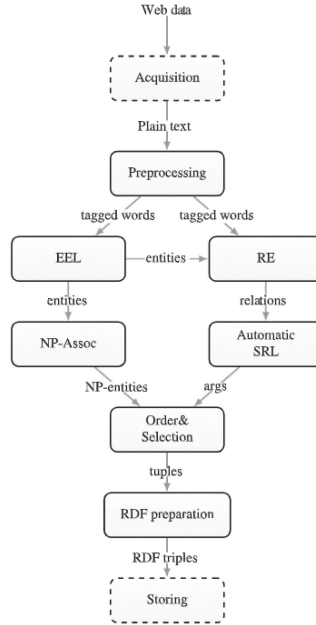 Web data
Acquisition
Plain text
Preprocessing
tagged words
tagged words
EEL
entities
RE
entities
relations
NP-Assoc
Automatic
SRL
NP-entities
args
Order&
Selection
tuples
RDF preparation
RDF triples
Storing